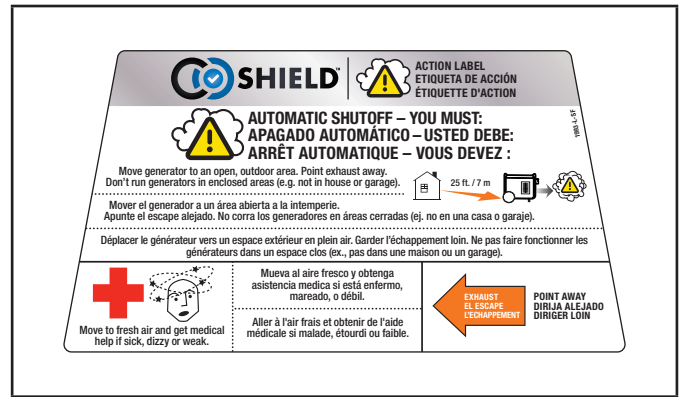 CO SHIELD™
ACTION LABEL
ETIQUETA DE ACCIÓN
ÉTIQUETTE D'ACTION
AUTOMATIC SHUTOFF – YOU MUST:
APAGADO AUTOMÁTICO – USTED DEBE:
ARRÊT AUTOMATIQUE – VOUS DEVEZ :
Move generator to an open, outdoor area. Point exhaust away.
Don't run generators in enclosed areas (e.g. not in house or garage).
25 ft. / 7 m
Mover el generador a un área abierta a la intemperie.
Apunte el escape alejado. No corra los generadores en áreas cerradas (ej. no en una casa o garaje).
Déplacer le générateur vers un espace extérieur en plein air. Garder l'échappement loin. Ne pas faire fonctionner les
générateurs dans un espace clos (ex., pas dans une maison ou un garage).
Move to fresh air and get medical
help if sick, dizzy or weak.
Mueva al aire fresco y obtenga
asistencia medica si está enfermo,
mareado, o débil.
Aller à l'air frais et obtenir de l'aide
médicale si malade, étourdi ou faible.
EXHAUST
EL ESCAPE
L'ECHAPPEMENT
POINT AWAY
DIRIJA ALEJADO
DIRIGER LOIN